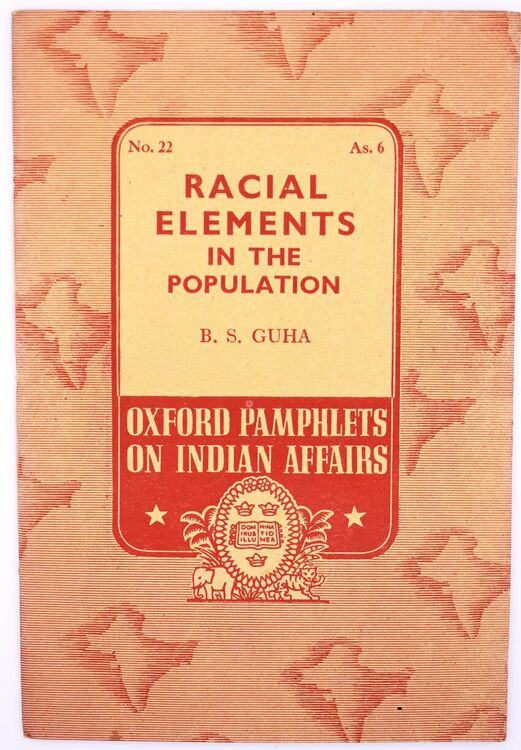 No. 22 As. 6
RACIAL
ELEMENTS
IN THE
POPULATION
B. S. GUHA
OXFORD PAMPHLETS
ON INDIAN AFFAIRS
DOM MINA
INUS TIO
ILLU MEA